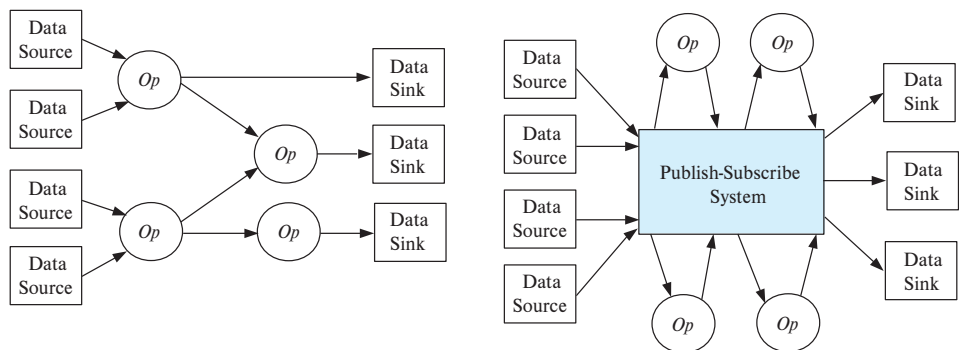 Data
Source
Data
Source
Data
Source
Data
Source
Op
Op
Op
Op
Data
Sink
Data
Sink
Data
Sink
Data
Source
Data
Source
Data
Source
Data
Source
Op
Op
Publish-Subscribe
System
Op
Op
Data
Sink
Data
Sink
Data
Sink